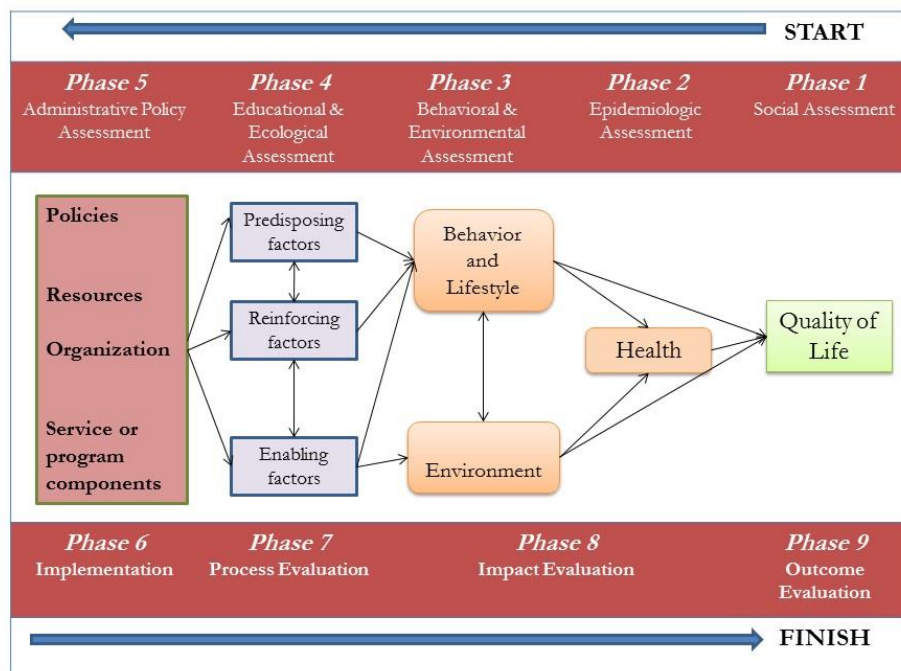 START
Phase 5
Administrative Policy
Assessment
Phase 4
Educational &
Ecological
Assessment
Phase 3
Behavioral &
Environmental
Assessment
Phase 2
Epidemiologic
Assessment
Phase 1
Social Assessment
Policies
Resources
Organization
Service or
program
components
Predisposing
factors
Reinforcing
factors
Enabling
factors
Behavior
and
Lifestyle
Environment
Health
Quality of
Life
Phase 6
Implementation
Phase 7
Process Evaluation
Phase 8
Impact Evaluation
Phase 9
Outcome
Evaluation
FINISH